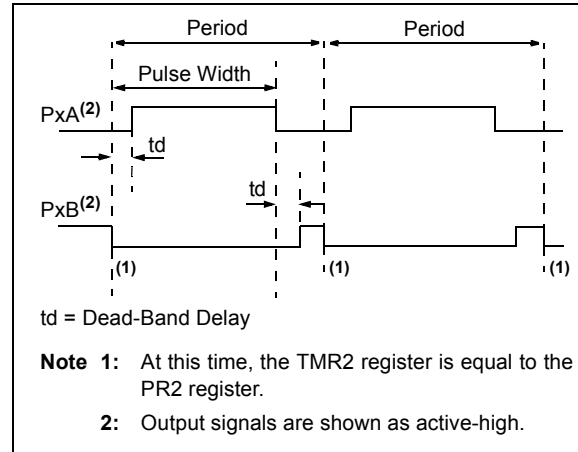 Period Period
Pulse Width
PxA(2)
td
td
PxB(2)
(1) (1) (1)
td = Dead-Band Delay
Note 1: At this time, the TMR2 register is equal to the
PR2 register.
2: Output signals are shown as active-high.